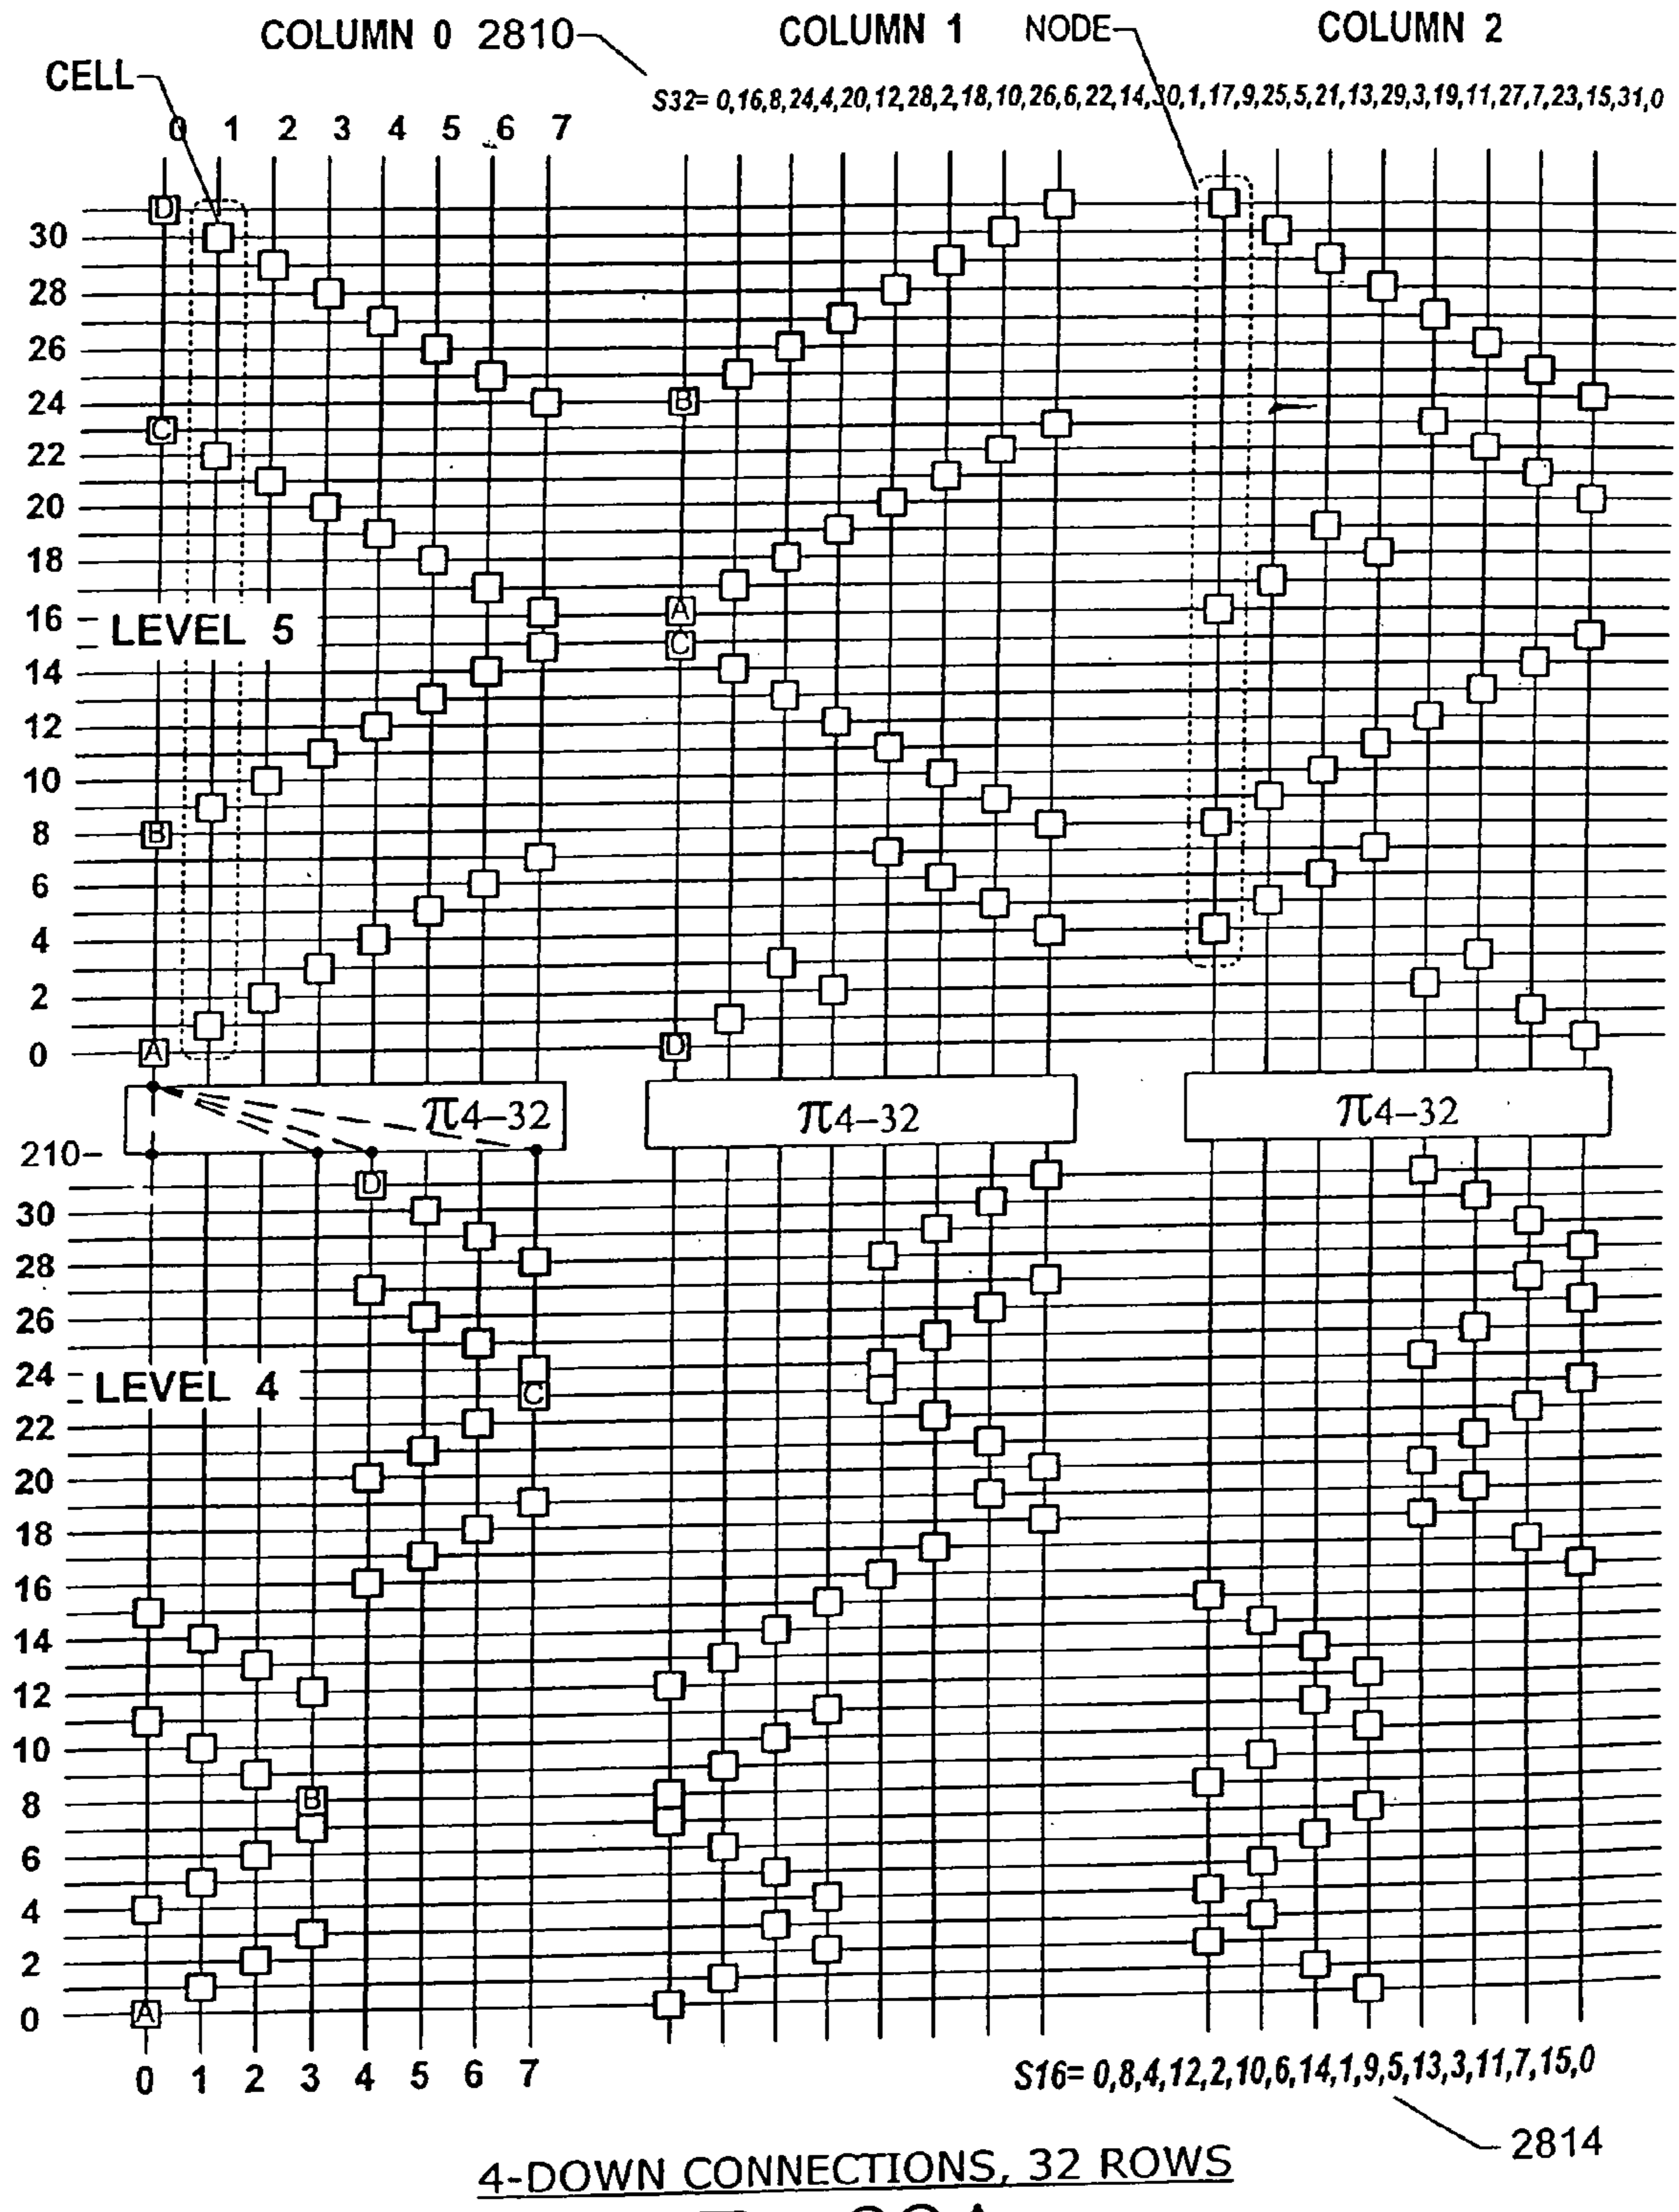 COLUMN 0 2810 COLUMN 1 NODE COLUMN 2
CELL
S32= 0,16,8,24,4,20,12,28,2,18,10,26,6,22,14,30,1,17,9,25,5,21,13,29,3,19,11,27,7,23,15,31,0
0 1 2 3 4 5 6 7
D
30
28
26
24 B
C
22
20
18
16 A
LEVEL 5
C
14
12
10
8 B
6
4
2
0 A D
π4-32 π4-32 π4-32
210
D
30
28
26
24
LEVEL 4 C
22
20
18
16
14
12
10
8 B
6
4
2
0 A
0 1 2 3 4 5 6 7
S16= 0,8,4,12,2,10,6,14,1,9,5,13,3,11,7,15,0
2814
4-DOWN CONNECTIONS, 32 ROWS